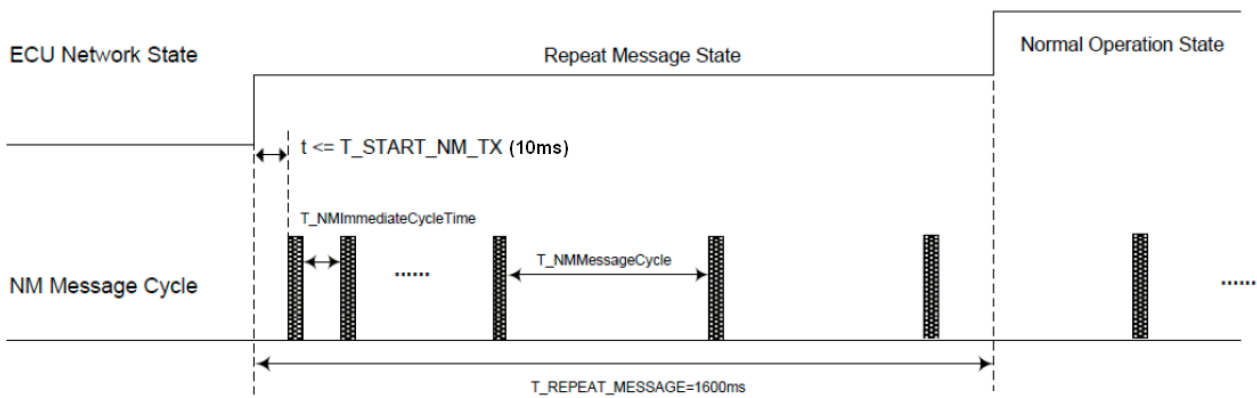 Normal Operation State
ECU Network State
Repeat Message State
t <= T_START_NM_TX (10ms)
T_NMImmediateCycleTime
T_NMMessageCycle
NM Message Cycle
......
......
T_REPEAT_MESSAGE=1600ms